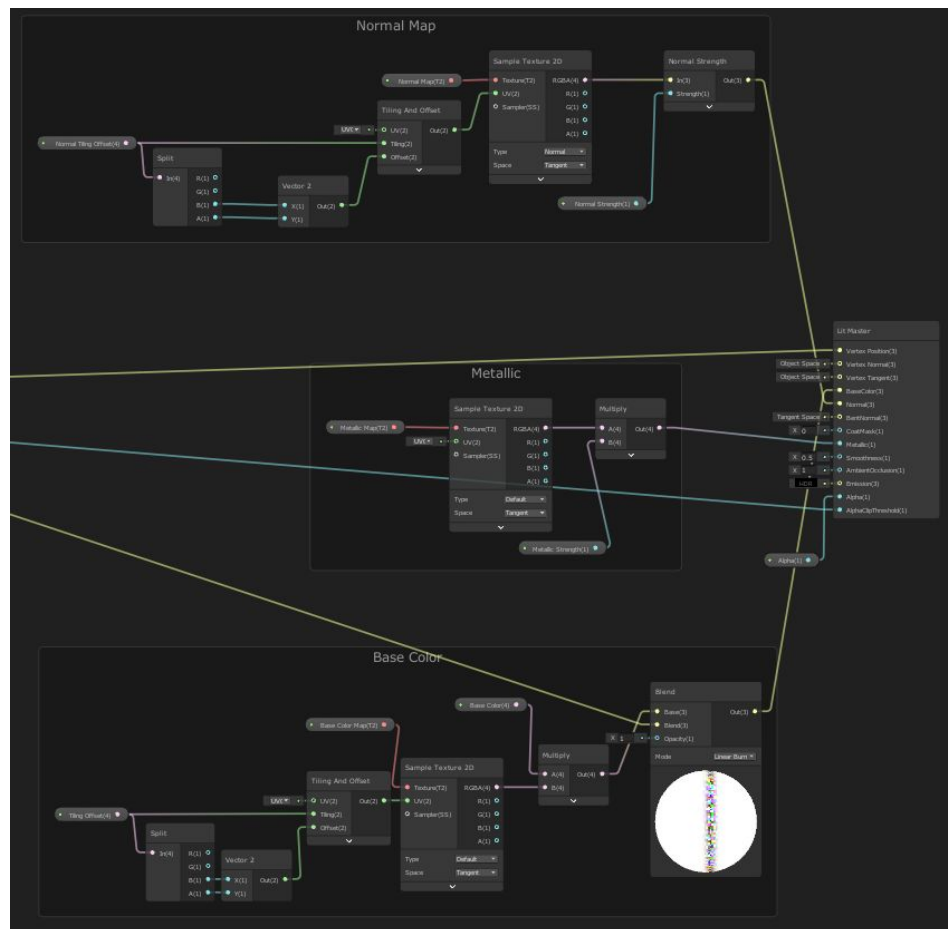 Normal Map
Sample Texture 2D
Normal Strength
Normal Map(T2)
Texture(T2) RGBA(4)
In(3) Out(3)
UV(2) R(1)
Strength(1)
Sampler(SS) G(1)
B(1)
A(1)
Tiling And Offset
UV0
UV(2) Out(2)
Tiling(2)
Offset(2)
Type Normal
Space Tangent
Normal Tiling Offset(4)
Split
In(4) R(1)
G(1)
B(1)
A(1)
Vector 2
X(1) Out(2)
Y(1)
Normal Strength(1)
Lit Master
Vertex Position(3)
Object Space Vertex Normal(3)
Object Space Vertex Tangent(3)
BaseColor(3)
Normal(3)
Tangent Space BentNormal(3)
X 0 CoatMask(1)
Metallic(1)
X 0.5 Smoothness(1)
X 1 AmbientOcclusion(1)
HDR Emission(3)
Alpha(1)
AlphaClipThreshold(1)
Alpha(1)
Metallic
Sample Texture 2D
Multiply
Metallic Map(T2)
Texture(T2) RGBA(4)
A(4) Out(4)
UV0
UV(2) R(1)
B(4)
Sampler(SS) G(1)
B(1)
A(1)
Type Default
Space Tangent
Metallic Strength(1)
Base Color
Blend
Base Color(4)
Base(3) Out(3)
Blend(3)
X 1 Opacity(1)
Mode Linear Burn
Base Color Map(T2)
Multiply
A(4) Out(4)
B(4)
Sample Texture 2D
Texture(T2) RGBA(4)
UV(2) R(1)
Sampler(SS) G(1)
B(1)
A(1)
Type Default
Space Tangent
Tiling And Offset
UV0
UV(2) Out(2)
Tiling(2)
Offset(2)
Tiling Offset(4)
Split
In(4) R(1)
G(1)
B(1)
A(1)
Vector 2
X(1) Out(2)
Y(1)